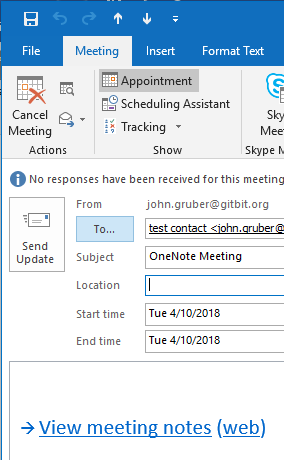 File Meeting Insert Format Text
Cancel Meeting
Actions
Appointment
Scheduling Assistant
Tracking
Show
Sky
Me
Skype M
No responses have been received for this meeting
From john.gruber@gitbit.org
Send Update
To... test contact <john.gruber@
Subject OneNote Meeting
Location
Start time Tue 4/10/2018
End time Tue 4/10/2018
→ View meeting notes (web)